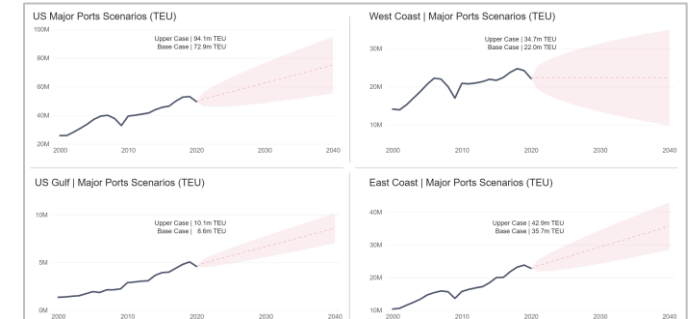 US Major Ports Scenarios (TEU)
100M
80M
60M
40M
20M
Upper Case | 94.1m TEU
Base Case | 72.9m TEU
2000 2010 2020 2030 2040
West Coast | Major Ports Scenarios (TEU)
30M
20M
10M
Upper Case | 34.7m TEU
Base Case | 22.0m TEU
2000 2010 2020 2030 2040
US Gulf | Major Ports Scenarios (TEU)
10M
5M
0M
Upper Case | 10.1m TEU
Base Case | 8.6m TEU
2000 2010 2020 2030 2040
East Coast | Major Ports Scenarios (TEU)
40M
30M
20M
10M
Upper Case | 42.9m TEU
Base Case | 35.7m TEU
2000 2010 2020 2030 2040